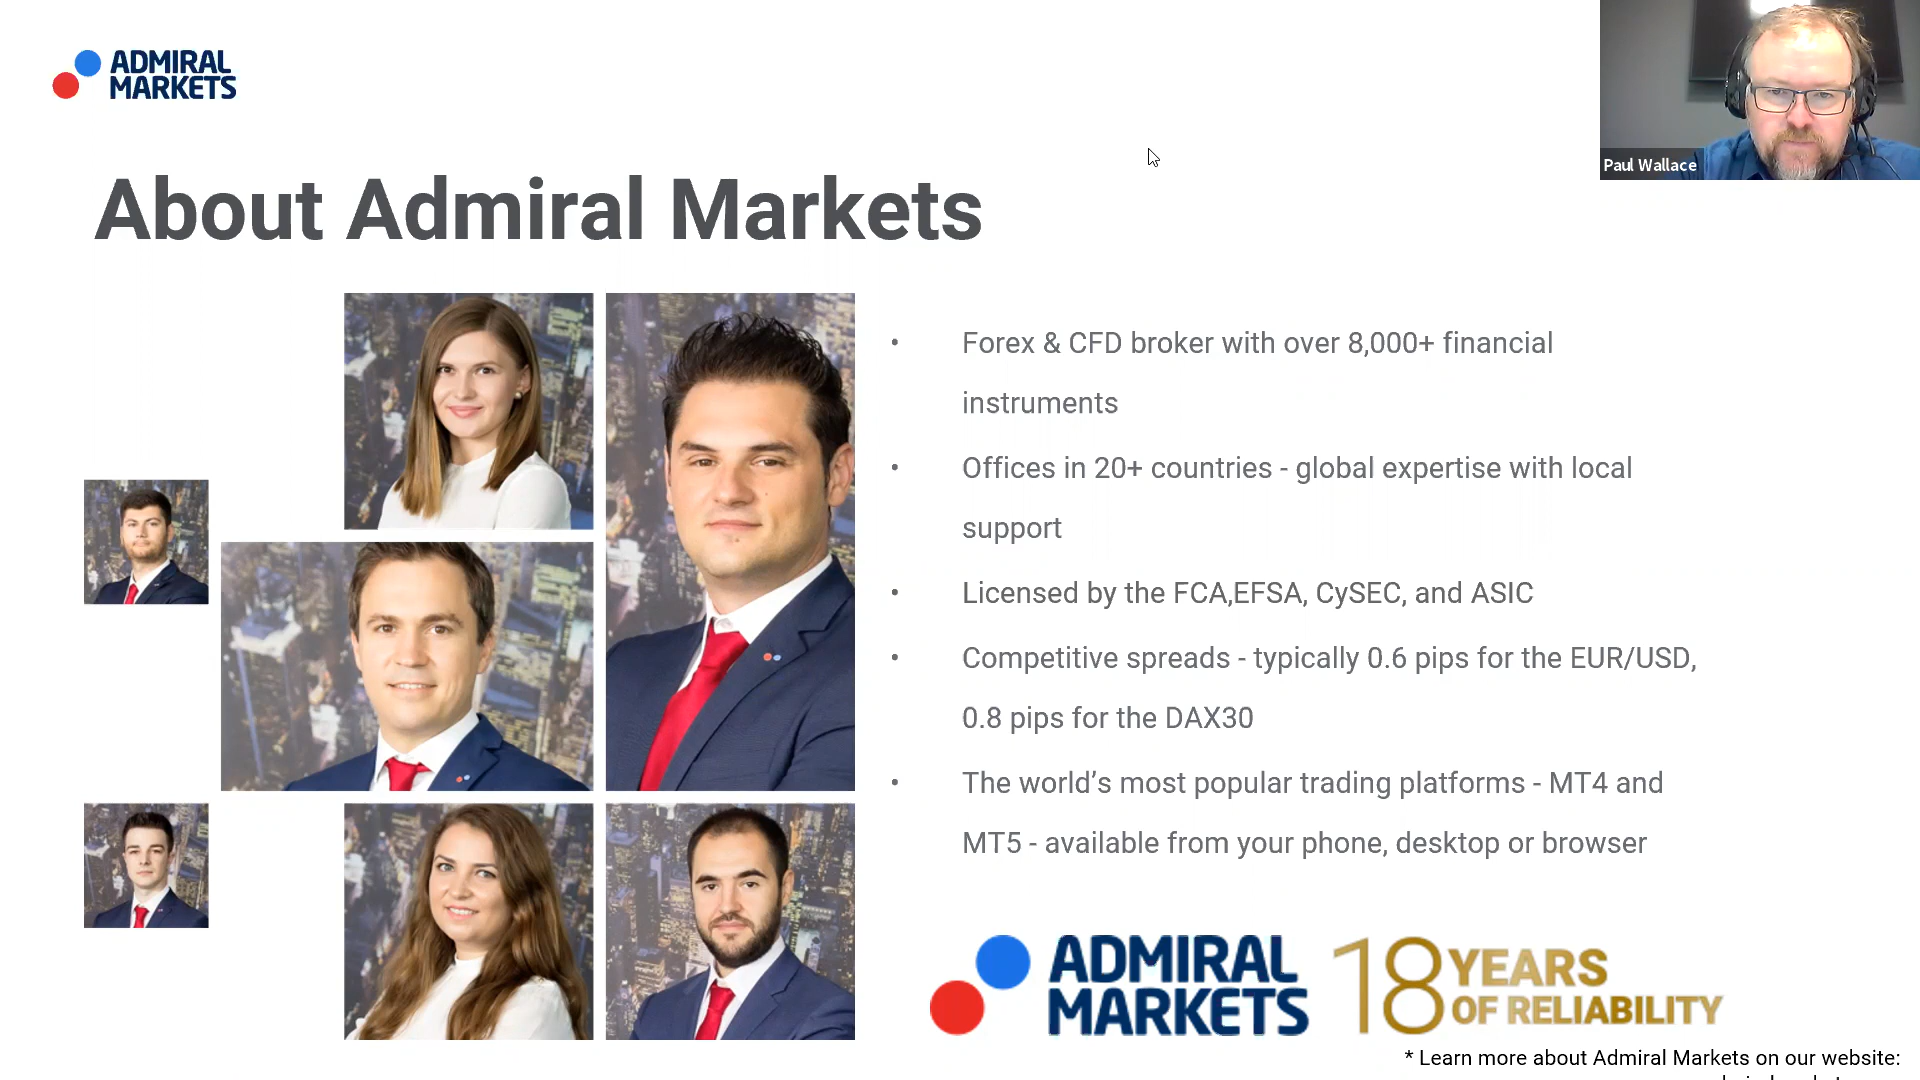 ADMIRAL
MARKETS
Paul Wallace
About Admiral Markets
• Forex & CFD broker with over 8,000+ financial
instruments
• Offices in 20+ countries - global expertise with local
support
• Licensed by the FCA,EFSA, CySEC, and ASIC
• Competitive spreads - typically 0.6 pips for the EUR/USD,
0.8 pips for the DAX30
• The world’s most popular trading platforms - MT4 and
MT5 - available from your phone, desktop or browser
ADMIRAL
MARKETS
18 YEARS
OF RELIABILITY
* Learn more about Admiral Markets on our website: